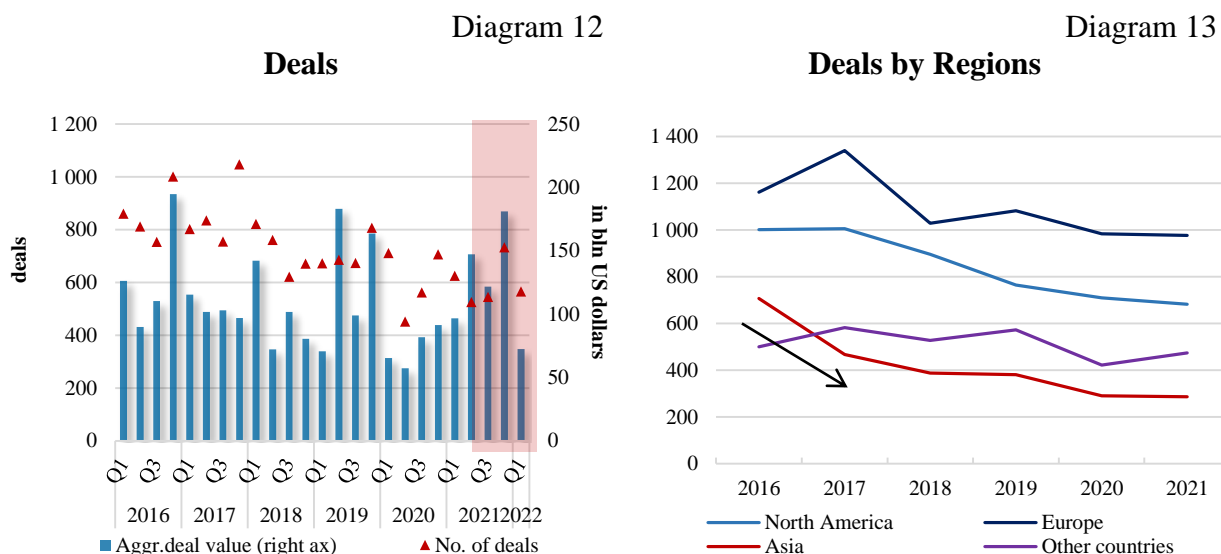 Diagram 12
Deals
deals
1 200
1 000
800
600
400
200
0
250
200
150
100
50
0
in bln US dollars
Q1 Q3 Q1 Q3 Q1 Q3 Q1 Q3 Q1 Q3 Q1 Q3 Q1
2016 2017 2018 2019 2020 2021 2022
Aggr.deal value (right ax) No. of deals
Diagram 13
Deals by Regions
1 400
1 200
1 000
800
600
400
200
0
2016 2017 2018 2019 2020 2021
North America Europe
Asia Other countries